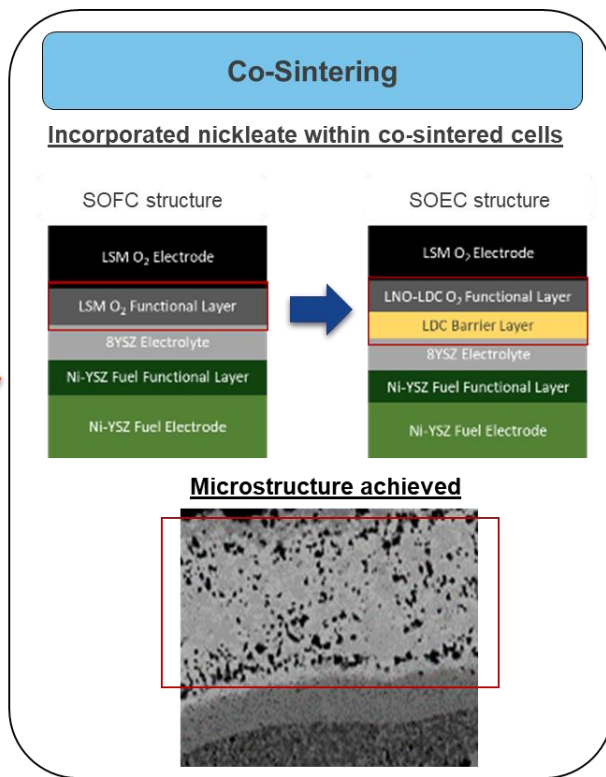 Co-Sintering
Incorporated nickleate within co-sintered cells
SOFC structure
SOEC structure
LSM O₂ Electrode
LSM O₂ Functional Layer
8YSZ Electrolyte
Ni-YSZ Fuel Functional Layer
Ni-YSZ Fuel Electrode
LSM O₂ Electrode
LNO-LDC O₂ Functional Layer
LDC Barrier Layer
8YSZ Electrolyte
Ni-YSZ Fuel Functional Layer
Ni-YSZ Fuel Electrode
Microstructure achieved